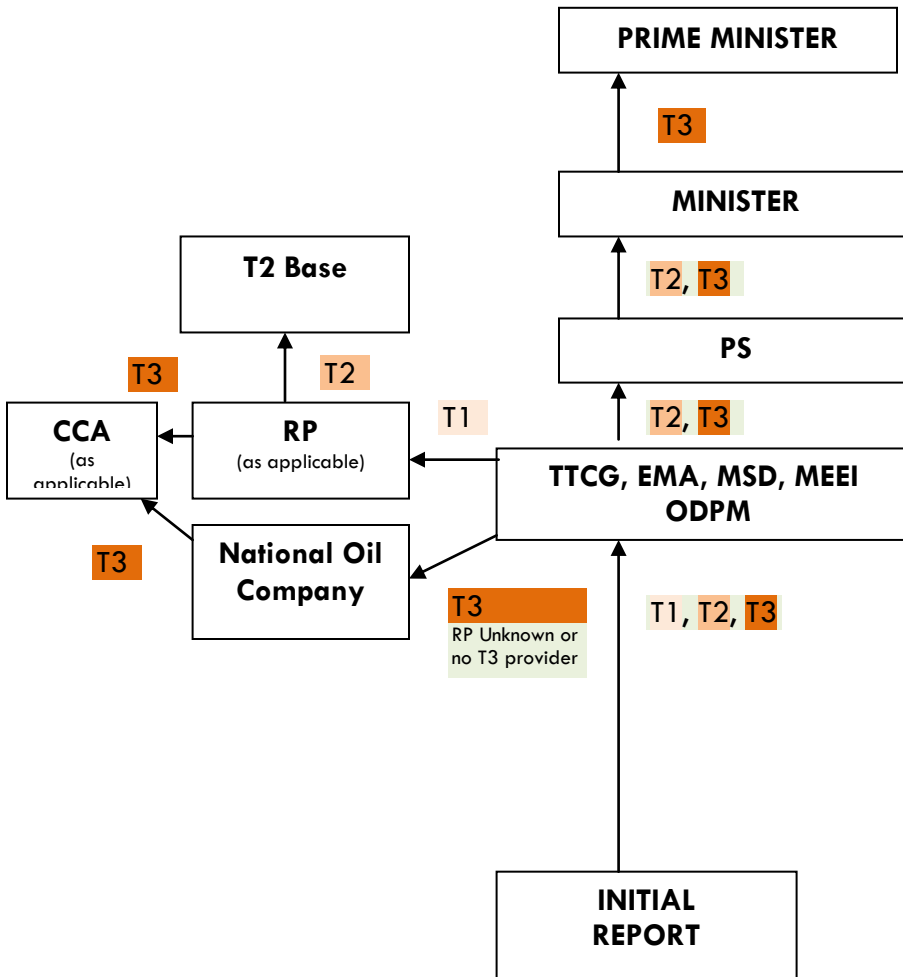 PRIME MINISTER
T3
MINISTER
T2 Base
T2, T3
PS
T3
T2
T2, T3
CCA
(as
applicable)
RP
(as applicable)
T1
TTCG, EMA, MSD, MEEI
ODPM
T3
National Oil
Company
T3
RP Unknown or
no T3 provider
T1, T2, T3
INITIAL
REPORT